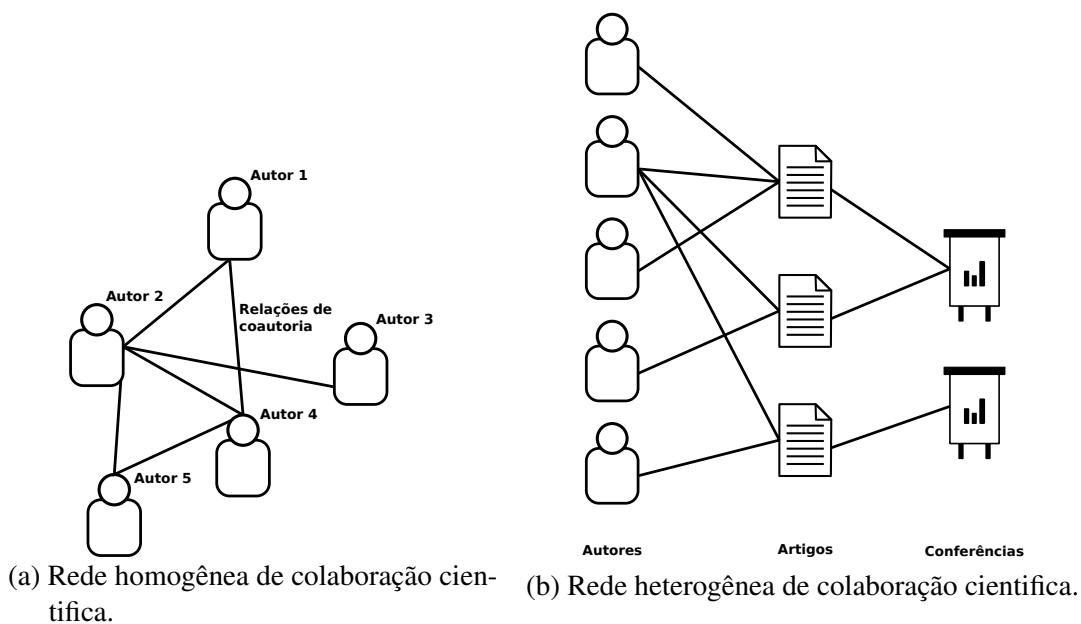 Autor 1
Autor 2
Relações de
coautoria
Autor 3
Autor 4
Autor 5
(a) Rede homogênea de colaboração cien-
tifica.
Autores
Artigos
Conferências
(b) Rede heterogênea de colaboração cientifica.